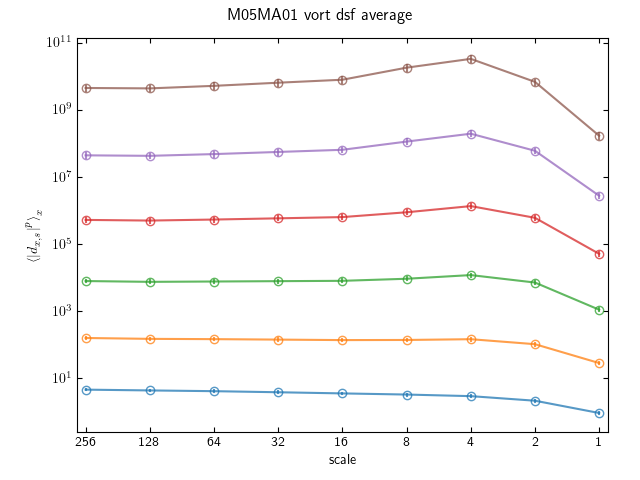 M05MA01 vort dsf average
10^{11}
10^{9}
10^{7}
10^{5}
10^{3}
10^{1}
⟨|d_{x,s}|^p⟩_x
256 128 64 32 16 8 4 2 1
scale